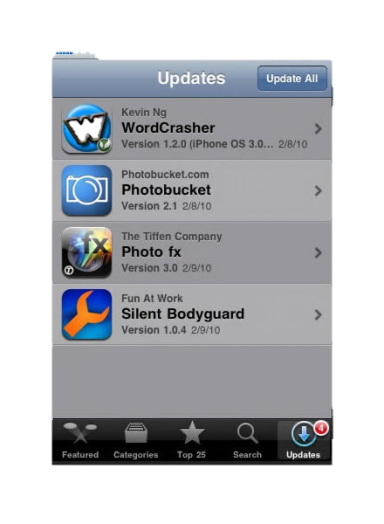 Updates
Update All
Kevin Ng
WordCrasher
Version 1.2.0 (iPhone OS 3.0... 2/8/10
Photobucket.com
Photobucket
Version 2.1 2/8/10
The Tiffen Company
Photo fx
Version 3.0 2/9/10
Fun At Work
Silent Bodyguard
Version 1.0.4 2/9/10
W
fx
T
4
Featured
Categories
Top 25
Search
Updates